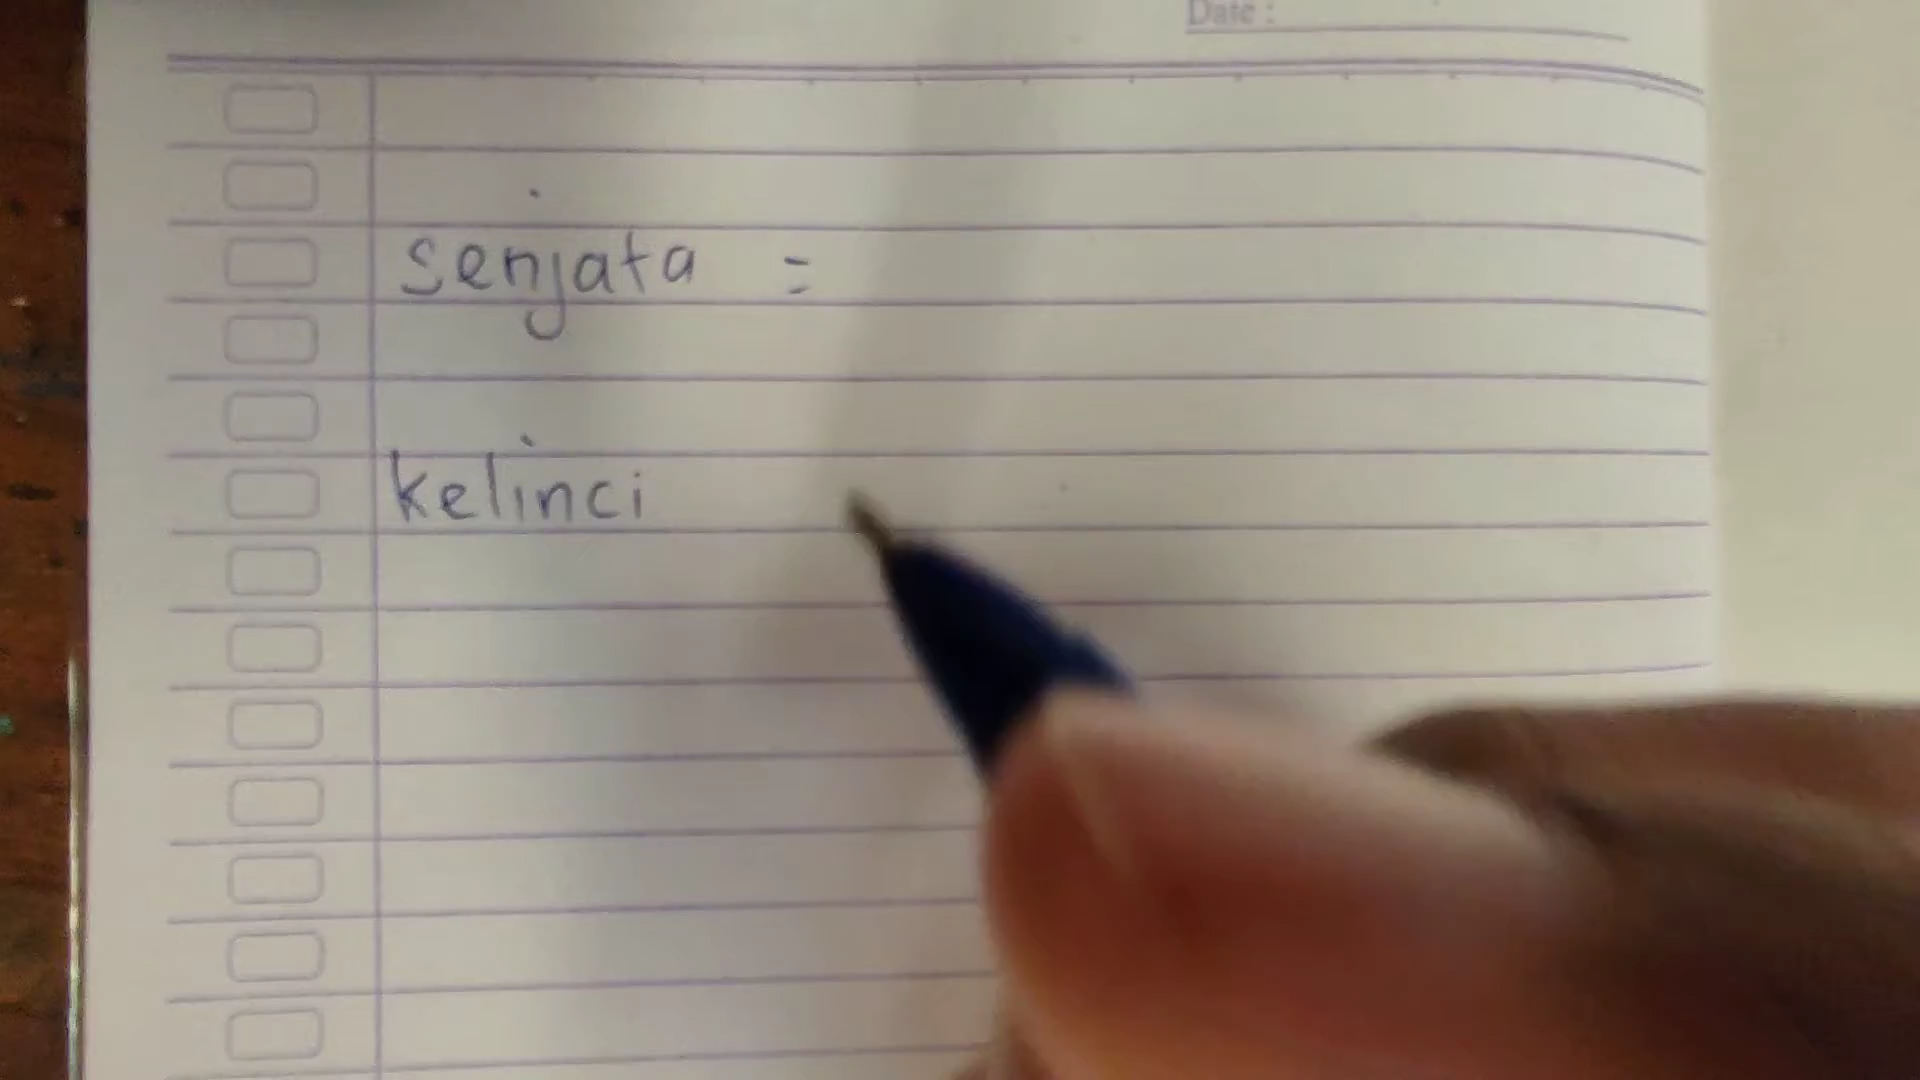 Date :
senjata =
kelinci